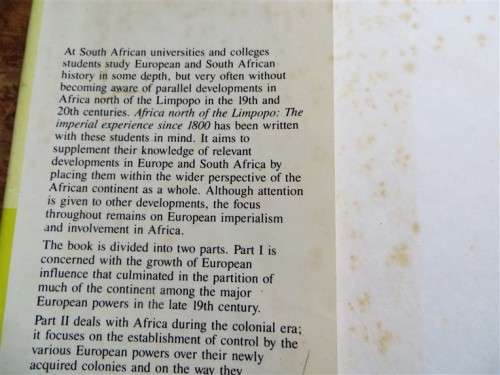 At South African universities and colleges
students study European and South African
history in some depth, but very often without
becoming aware of parallel developments in
Africa north of the Limpopo in the 19th and
20th centuries. Africa north of the Limpopo: The
imperial experience since 1800 has been written
with these students in mind. It aims to
supplement their knowledge of relevant
developments in Europe and South Africa by
placing them within the wider perspective of the
African continent as a whole. Although attention
is given to other developments, the focus
throughout remains on European imperialism
and involvement in Africa.
The book is divided into two parts. Part I is
concerned with the growth of European
influence that culminated in the partition of
much of the continent among the major
European powers in the late 19th century.
Part II deals with Africa during the colonial era;
it focuses on the establishment of control by the
various European powers over their newly
acquired colonies and on the way they